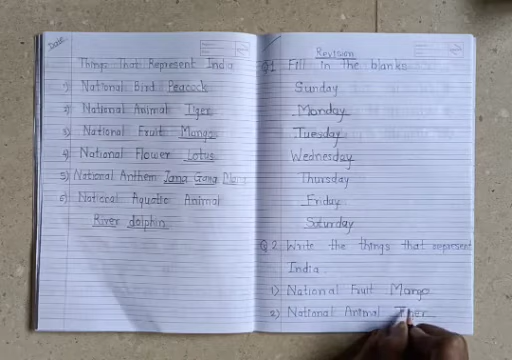 Date
Things That Represent India
1) National Bird Peacock
2) National Animal Tiger
3) National Fruit Mango
4) National Flower Lotus
5) National Anthem Jana Gana Mana
6) National Aquatic Animal
River dolphin
Revision
Q1 Fill in The blanks
Sunday
Monday
Tuesday
Wednesday
Thursday
Friday
Saturday
Q2 Write the things that represent
India
1) National Fruit Mango
2) National Animal Tiger